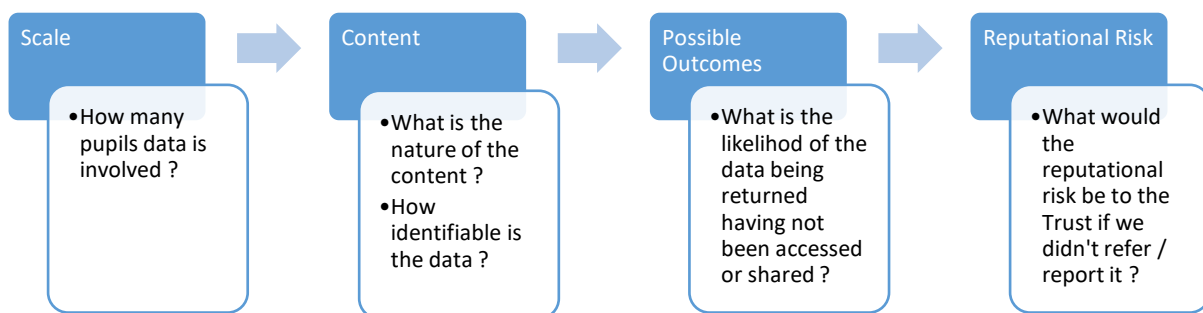 Scale
•How many
pupils data is
involved ?
Content
•What is the
nature of the
content ?
•How
identifiable is
the data ?
Possible
Outcomes
•What is the
likelihod of the
data being
returned
having not
been accessed
or shared ?
Reputational Risk
•What would
the
reputational
risk be to the
Trust if we
didn't refer /
report it ?